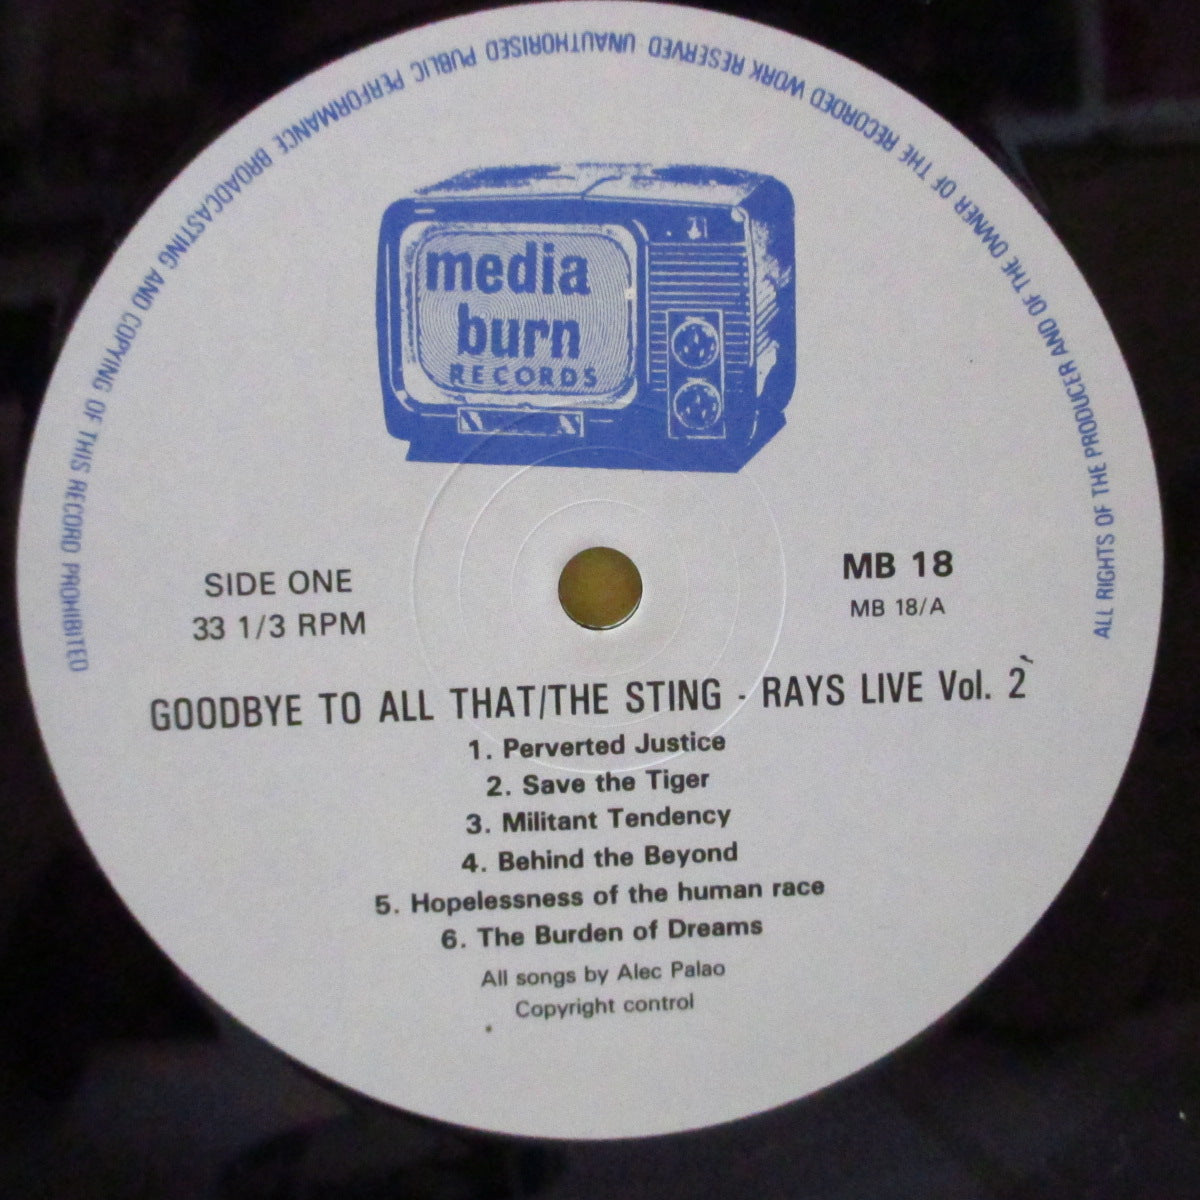 ALL RIGHTS OF THE PRODUCER AND OF THE OWNER OF THE RECORDED WORK RESERVED UNAUTHORISED PUBLIC PERFORMANCE BROADCASTING AND COPYING OF THIS RECORD PROHIBITED
media
burn
RECORDS
SIDE ONE
33 1/3 RPM
MB 18
MB 18/A
GOODBYE TO ALL THAT/THE STING - RAYS LIVE Vol. 2
1. Perverted Justice
2. Save the Tiger
3. Militant Tendency
4. Behind the Beyond
5. Hopelessness of the human race
6. The Burden of Dreams
All songs by Alec Palao
Copyright control